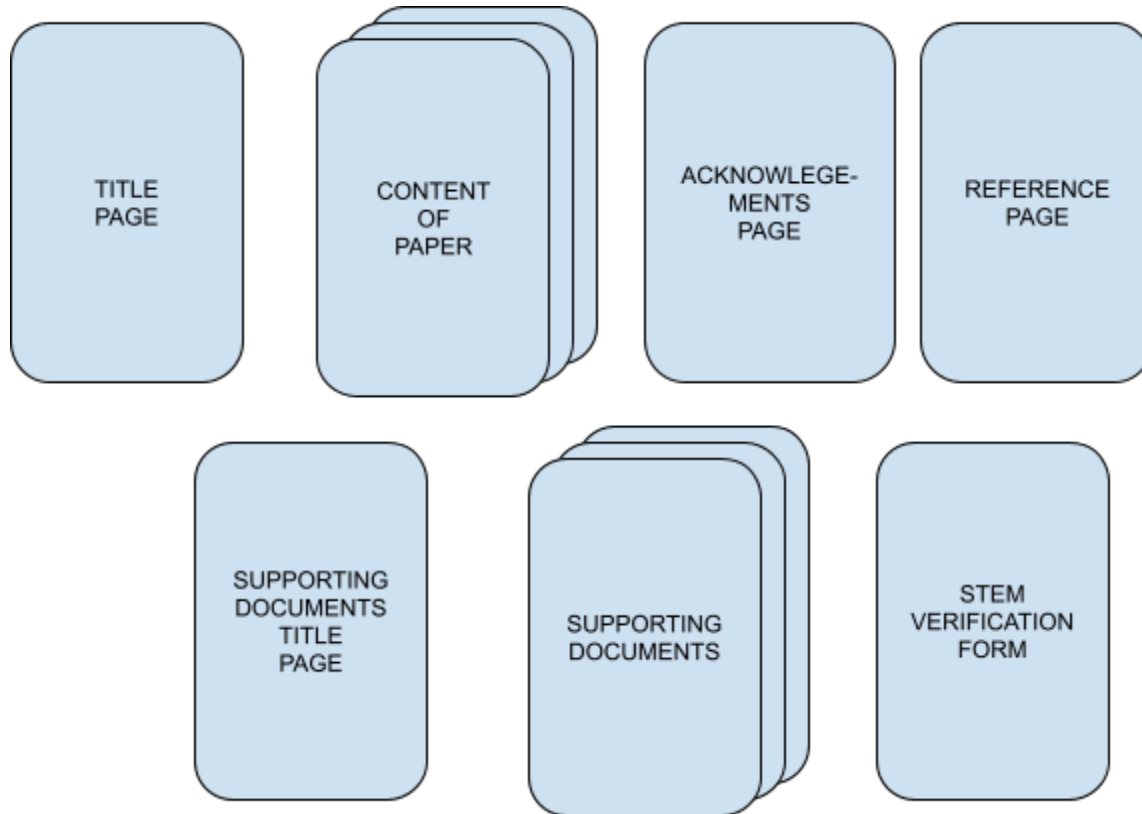 TITLE
PAGE
CONTENT
OF
PAPER
ACKNOWLEGE-
MENTS
PAGE
REFERENCE
PAGE
SUPPORTING
DOCUMENTS
TITLE
PAGE
SUPPORTING
DOCUMENTS
STEM
VERIFICATION
FORM